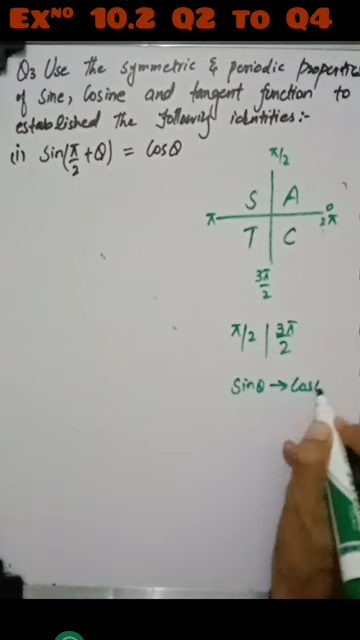 Exᴺᴼ 10.2 Q2 TO Q4
Q3 Use the symmetric & periodic properties
of Sine, Cosine and tangent function to
established the following identities:-
(i) Sin(π/2 + θ) = Cosθ
π/2
S A
π 0
2π
T C
3π/2
π/2 | 3π/2
Sinθ → Cos